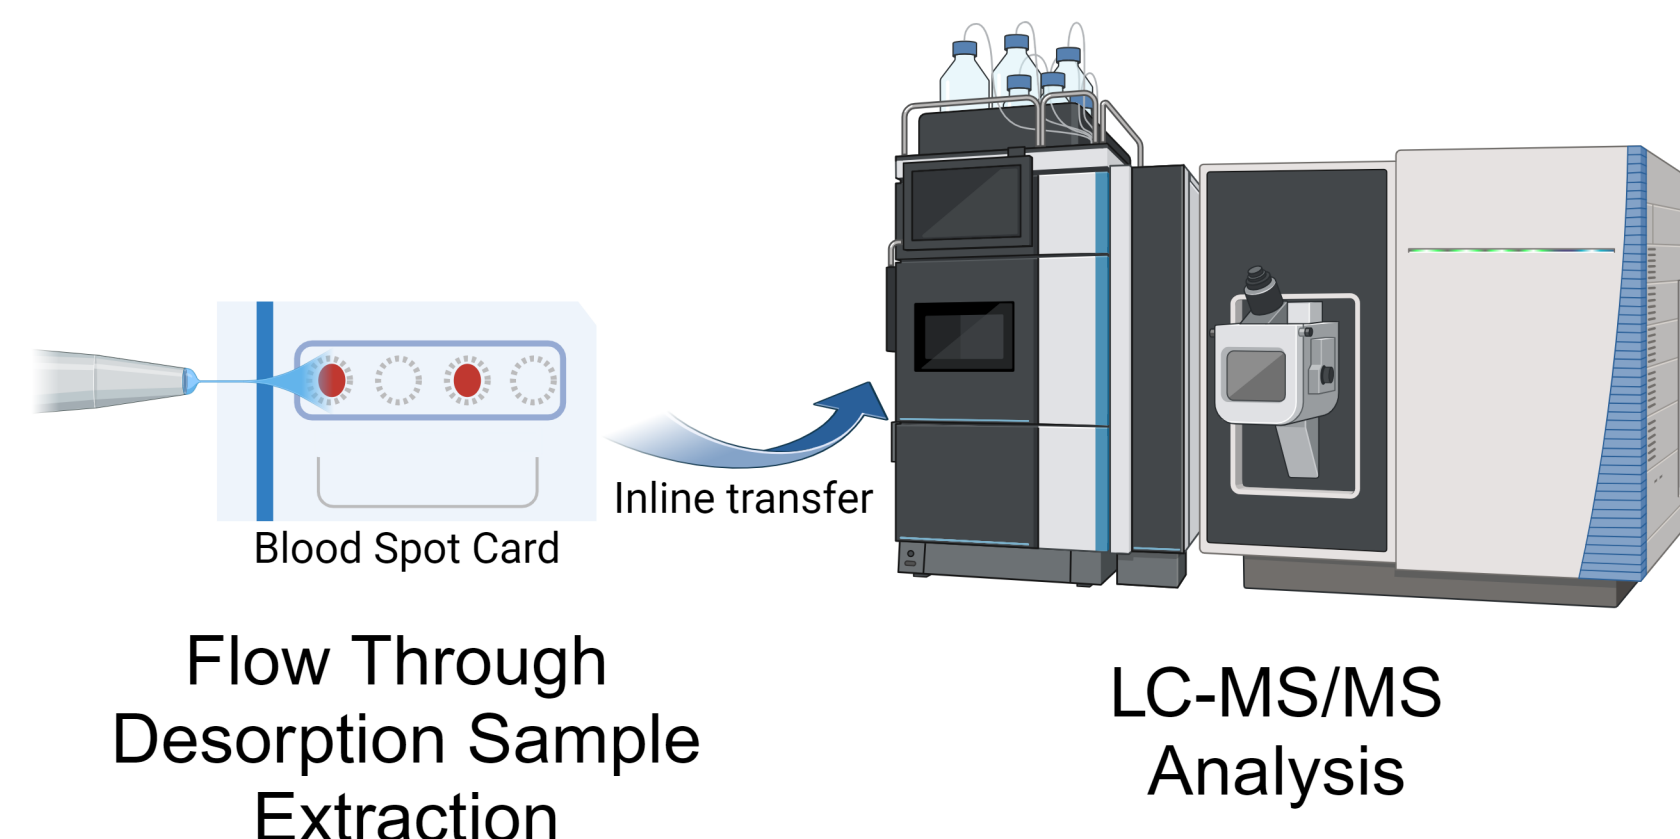 Inline transfer
Blood Spot Card
Flow Through
Desorption Sample
Extraction
LC-MS/MS
Analysis